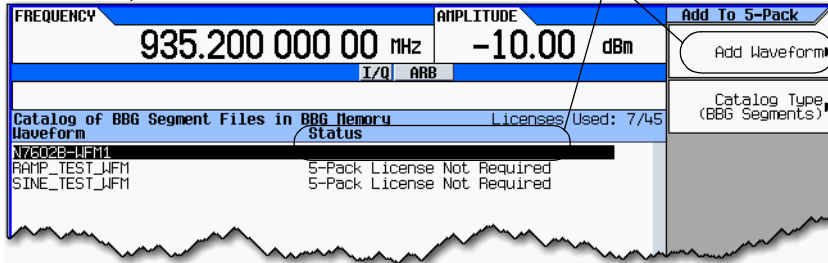 FREQUENCY AMPLITUDE Add To 5-Pack
935.200 000 00 MHz -10.00 dBm Add Waveform
I/Q ARB
Catalog Type
(BBG Segments)
Catalog of BBG Segment Files in BBG Memory Licenses Used: 7/45
Waveform Status
N7602B-WFM1
RAMP_TEST_WFM 5-Pack License Not Required
SINE_TEST_WFM 5-Pack License Not Required